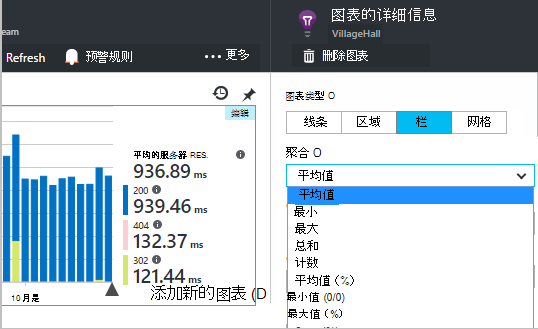 eam
Refresh
预警规则
••• 更多
编辑
平均的服务器 RES.
936.89 ms
200
939.46 ms
404
132.37 ms
302
121.44 ms
10 月是
添加新的图表 (D
图表的详细信息
VillageHall
删除图表
图表类型 O
线条
区域
栏
网格
聚合 O
平均值
平均值
最小
最大
总和
计数
平均值 (%)
最小值 (0/0)
最大值 (%)